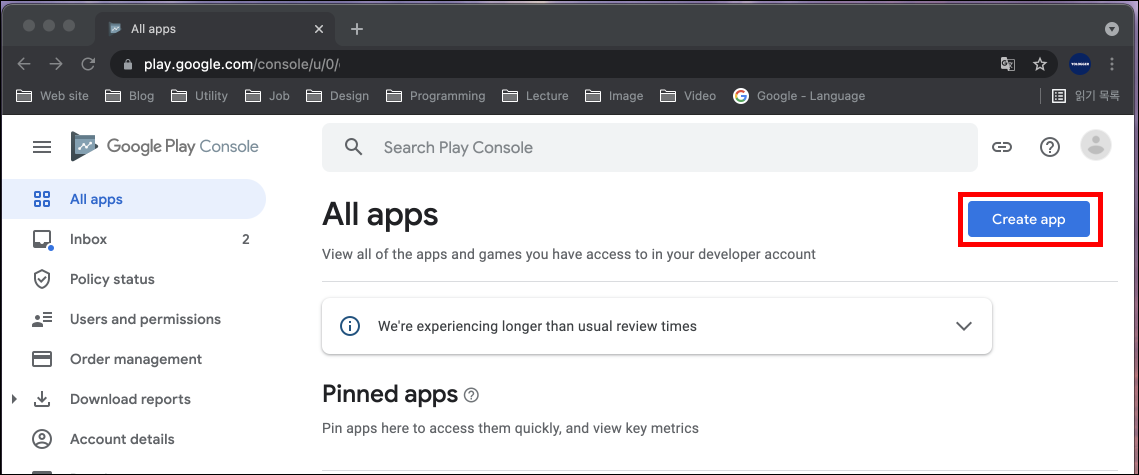 All apps
play.google.com/console/u/0/
Web site
Blog
Utility
Job
Design
Programming
Lecture
Image
Video
Google - Language
읽기 목록
Google Play Console
Search Play Console
All apps
Inbox
2
Policy status
Users and permissions
Order management
Download reports
Account details
All apps
Create app
View all of the apps and games you have access to in your developer account
We're experiencing longer than usual review times
Pinned apps
Pin apps here to access them quickly, and view key metrics